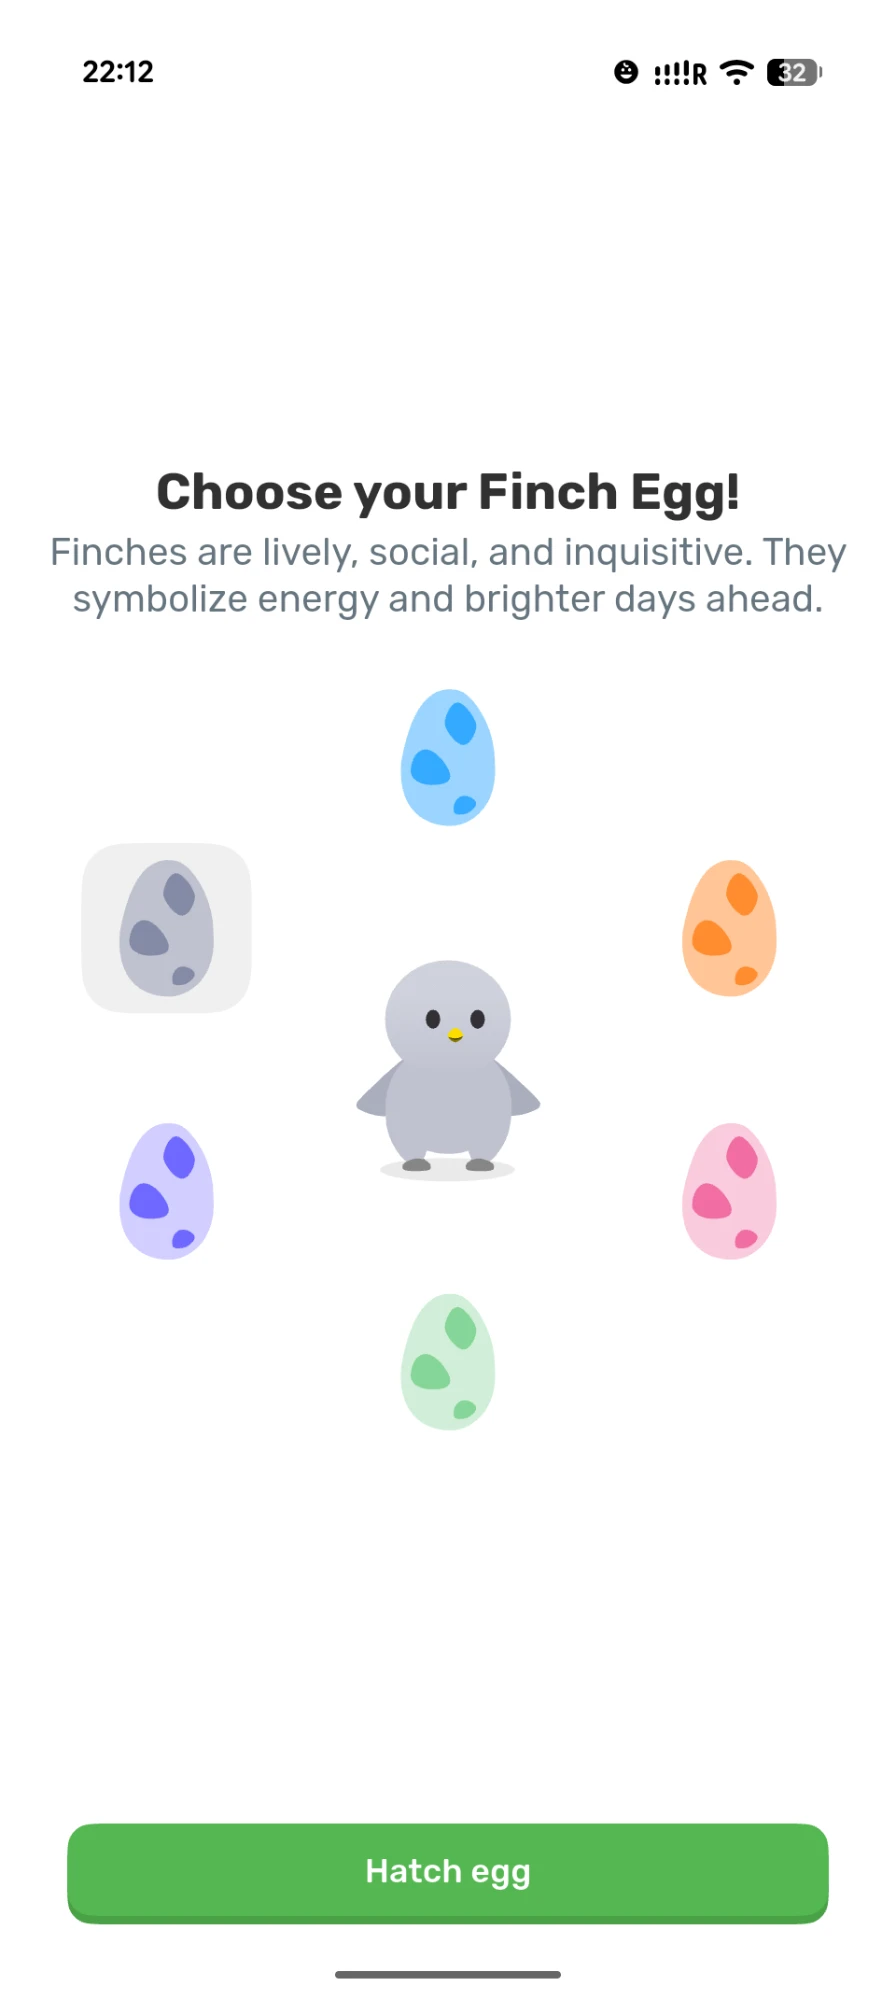 22:12
R
32
Choose your Finch Egg!
Finches are lively, social, and inquisitive. They
symbolize energy and brighter days ahead.
Hatch egg